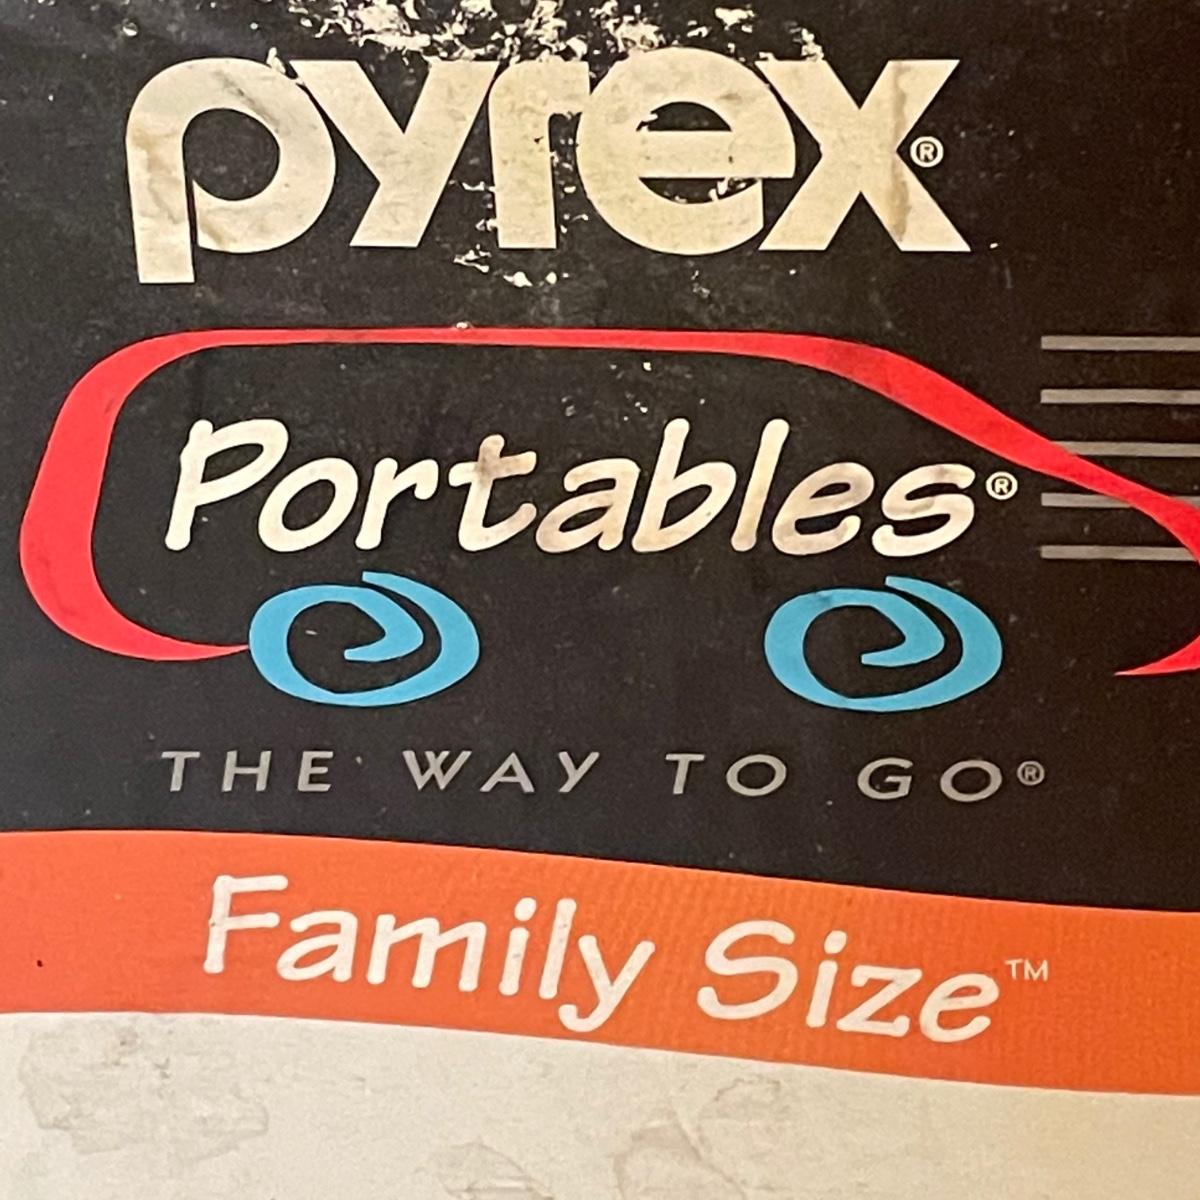 pyrex®
Portables®
THE WAY TO GO®
Family Size™